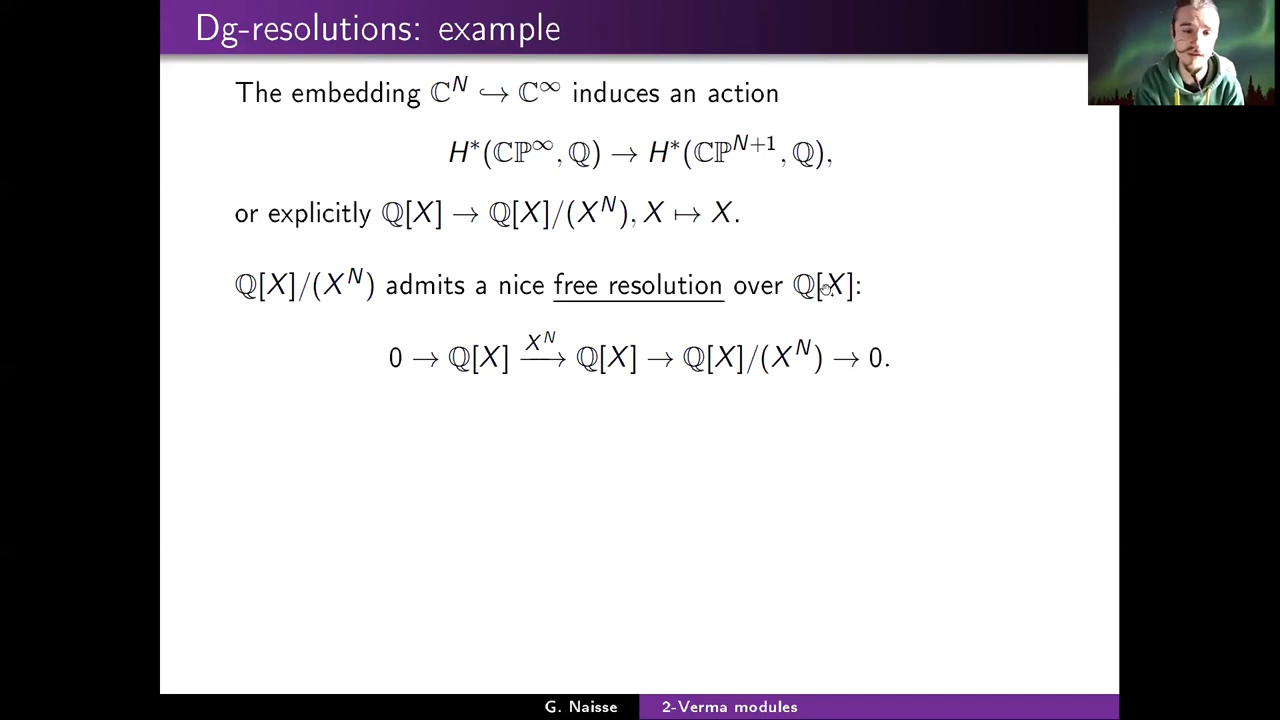 Dg-resolutions: example
The embedding ℂ^N ↪ ℂ^∞ induces an action
H*(ℂℙ^∞, ℚ) → H*(ℂℙ^{N+1}, ℚ),
or explicitly ℚ[X] → ℚ[X]/(X^N), X ↦ X.
ℚ[X]/(X^N) admits a nice free resolution over ℚ[X]:
0 → ℚ[X] —X^N→ ℚ[X] → ℚ[X]/(X^N) → 0.
G. Naisse 2-Verma modules